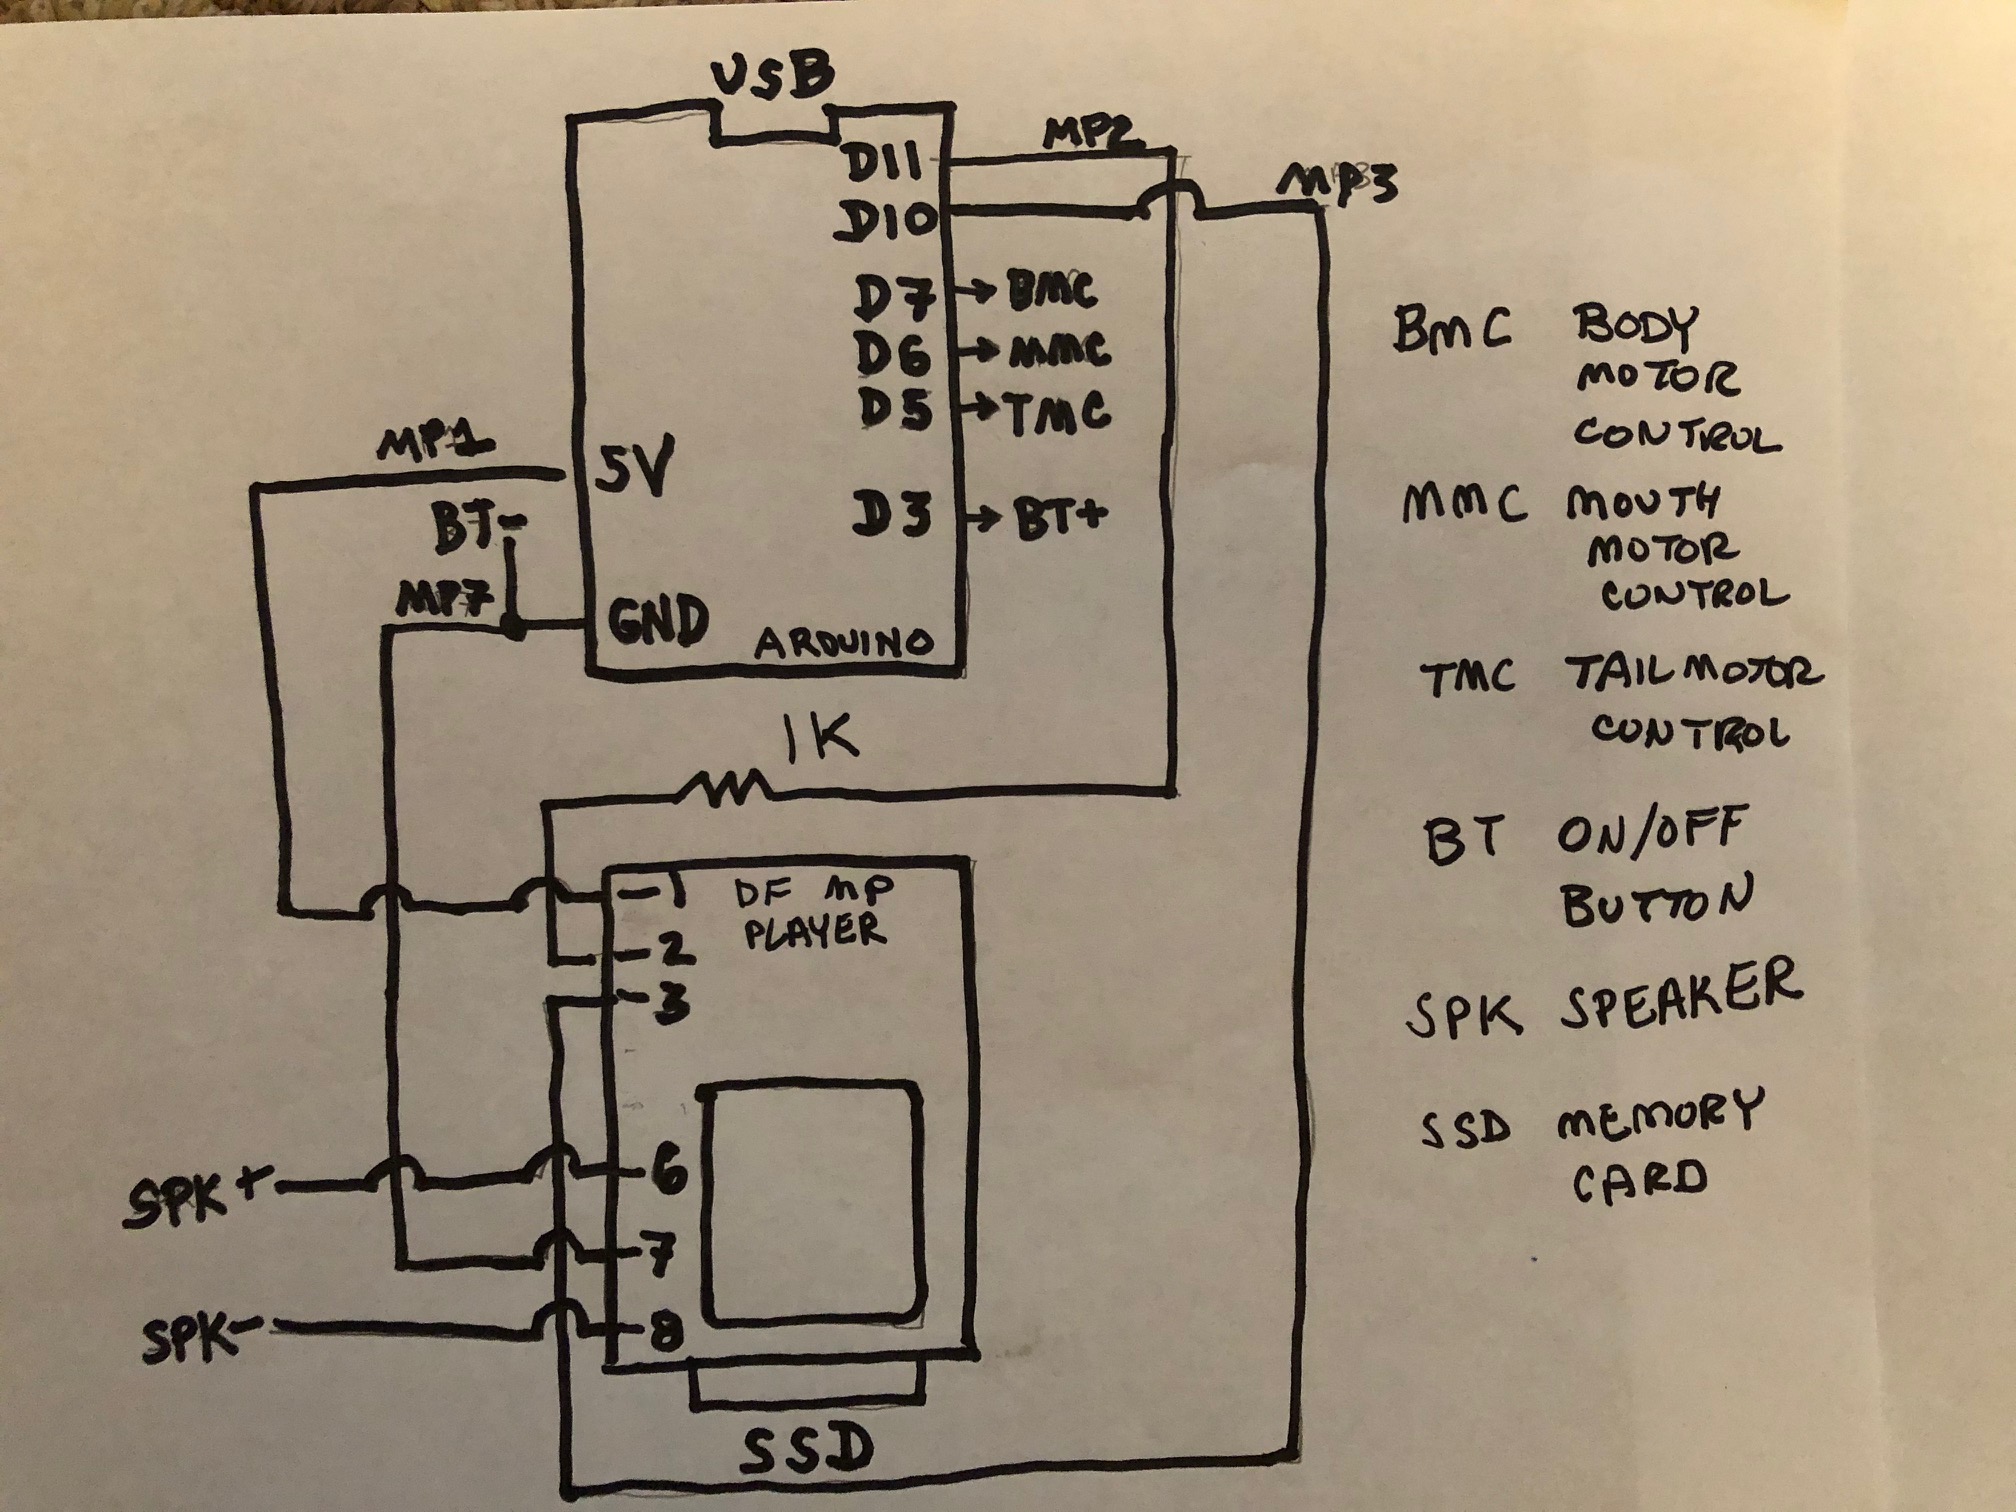 USB
D11
MP2
D10
MP3
D7
BMC
D6
MMC
D5
TMC
MP1
5V
BT-
D3
BT+
MP7
GND
ARDUINO
1K
1
DF MP
PLAYER
2
3
SPK+
6
7
SPK-
8
SSD
BMC BODY
MOTOR
CONTROL
MMC MOUTH
MOTOR
CONTROL
TMC TAIL MOTOR
CONTROL
BT ON/OFF
BUTTON
SPK SPEAKER
SSD MEMORY
CARD